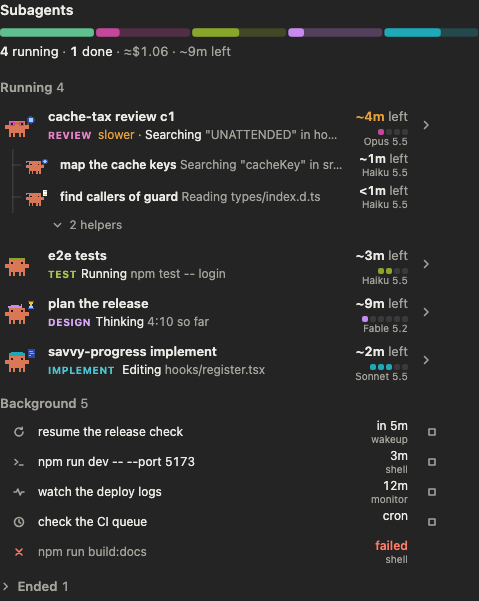 Subagents
4 running · 1 done · ≈$1.06 · ~9m left
Running 4
cache-tax review c1 ~4m left
REVIEW slower · Searching "UNATTENDED" in ho... Opus 5.5
map the cache keys Searching "cacheKey" in sr... ~1m left
Haiku 5.5
find callers of guard Reading types/index.d.ts <1m left
Haiku 5.5
2 helpers
e2e tests ~3m left
TEST Running npm test -- login Haiku 5.5
plan the release ~9m left
DESIGN Thinking 4:10 so far Fable 5.2
savvy-progress implement ~2m left
IMPLEMENT Editing hooks/register.tsx Sonnet 5.5
Background 5
resume the release check in 5m
wakeup
npm run dev -- --port 5173 3m
shell
watch the deploy logs 12m
monitor
check the CI queue cron
npm run build:docs failed
shell
Ended 1